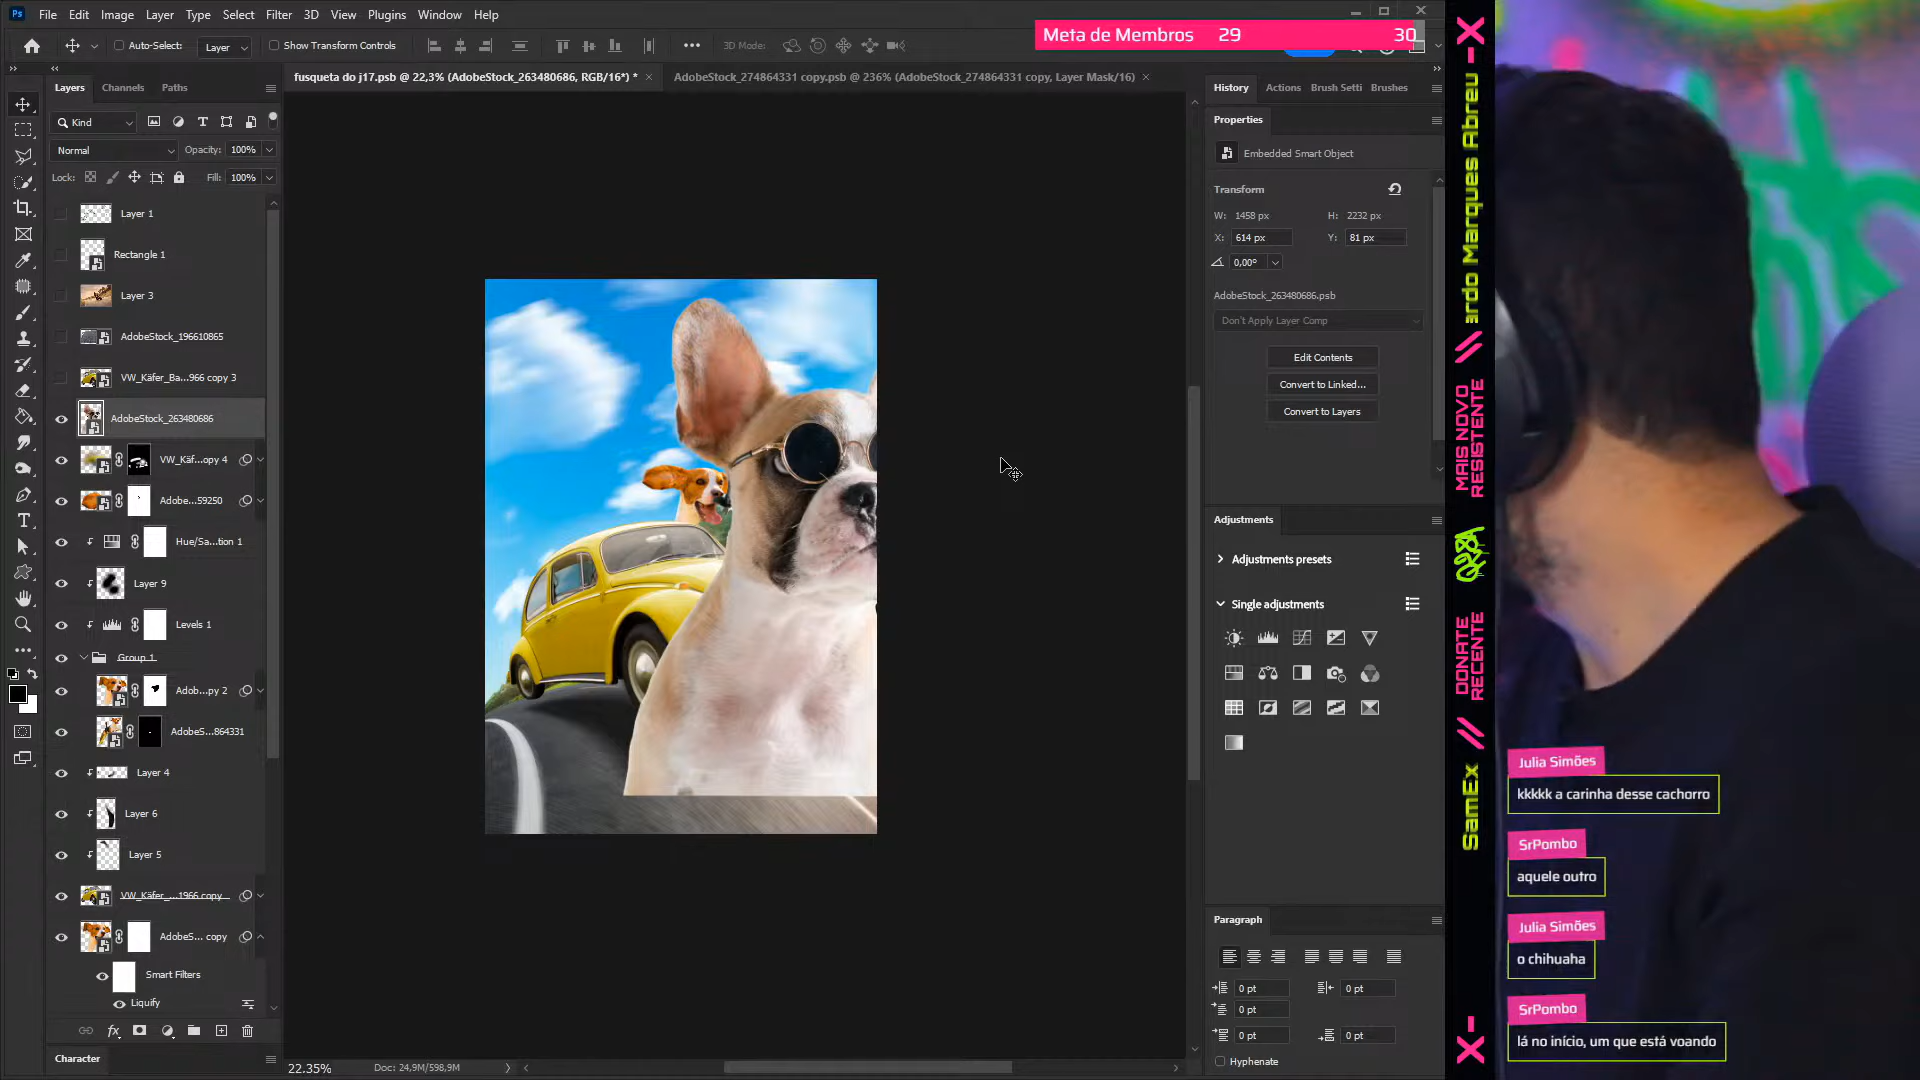 Ps File Edit Image Layer Type Select Filter 3D View Plugins Window Help
Auto-Select: Layer Show Transform Controls 3D Mode:
Meta de Membros 29 30
fusqueta do j17.psb @ 22,3% (AdobeStock_263480686, RGB/16*) *
AdobeStock_274864331 copy.psb @ 236% (AdobeStock_274864331 copy, Layer Mask/16)
Layers Channels Paths
Kind
Normal Opacity: 100%
Lock: Fill: 100%
Layer 1
Rectangle 1
Layer 3
AdobeStock_196610865
VW_Käfer_Ba...966 copy 3
AdobeStock_263480686
VW_Käf...opy 4
Adobe...59250
Hue/Sa...tion 1
Layer 9
Levels 1
Group 1
Adob...py 2
AdobeS...864331
Layer 4
Layer 6
Layer 5
VW_Käfer_...1966 copy
AdobeS... copy
Smart Filters
Liquify
fx
Character
22.35% Doc: 24,9M/598,9M
History Actions Brush Setti Brushes
Properties
Embedded Smart Object
Transform
W: 1458 px H: 2232 px
X: 614 px Y: 81 px
0,00°
AdobeStock_263480686.psb
Don't Apply Layer Comp
Edit Contents
Convert to Linked...
Convert to Layers
Adjustments
Adjustments presets
Single adjustments
Paragraph
0 pt 0 pt
0 pt
0 pt 0 pt
Hyphenate
X-
rdo Marques Abreu
MAIS NOVO
RESISTENTE
DONATE
RECENTE
SamEx
X-
Julia Simões
kkkkk a carinha desse cachorro
SrPombo
aquele outro
Julia Simões
o chihuaha
SrPombo
lá no início, um que está voando